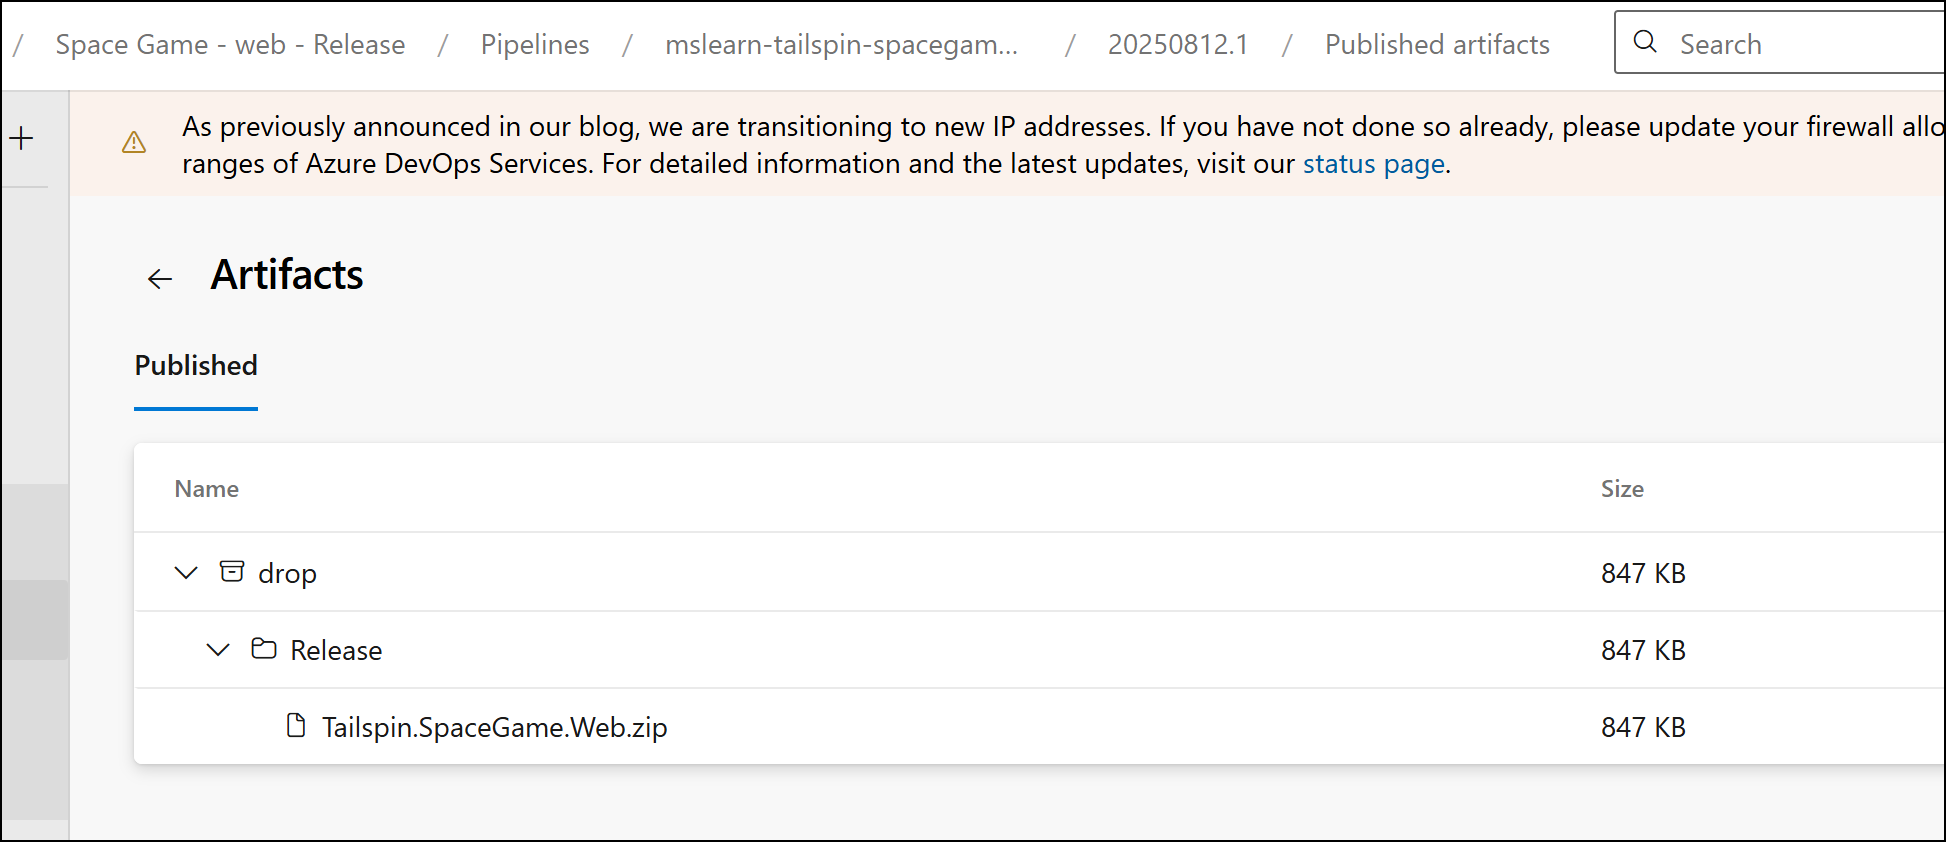 / Space Game - web - Release / Pipelines / mslearn-tailspin-spacegam... / 20250812.1 / Published artifacts Search
As previously announced in our blog, we are transitioning to new IP addresses. If you have not done so already, please update your firewall allo
ranges of Azure DevOps Services. For detailed information and the latest updates, visit our status page.
Artifacts
Published
Name Size
drop 847 KB
Release 847 KB
Tailspin.SpaceGame.Web.zip 847 KB